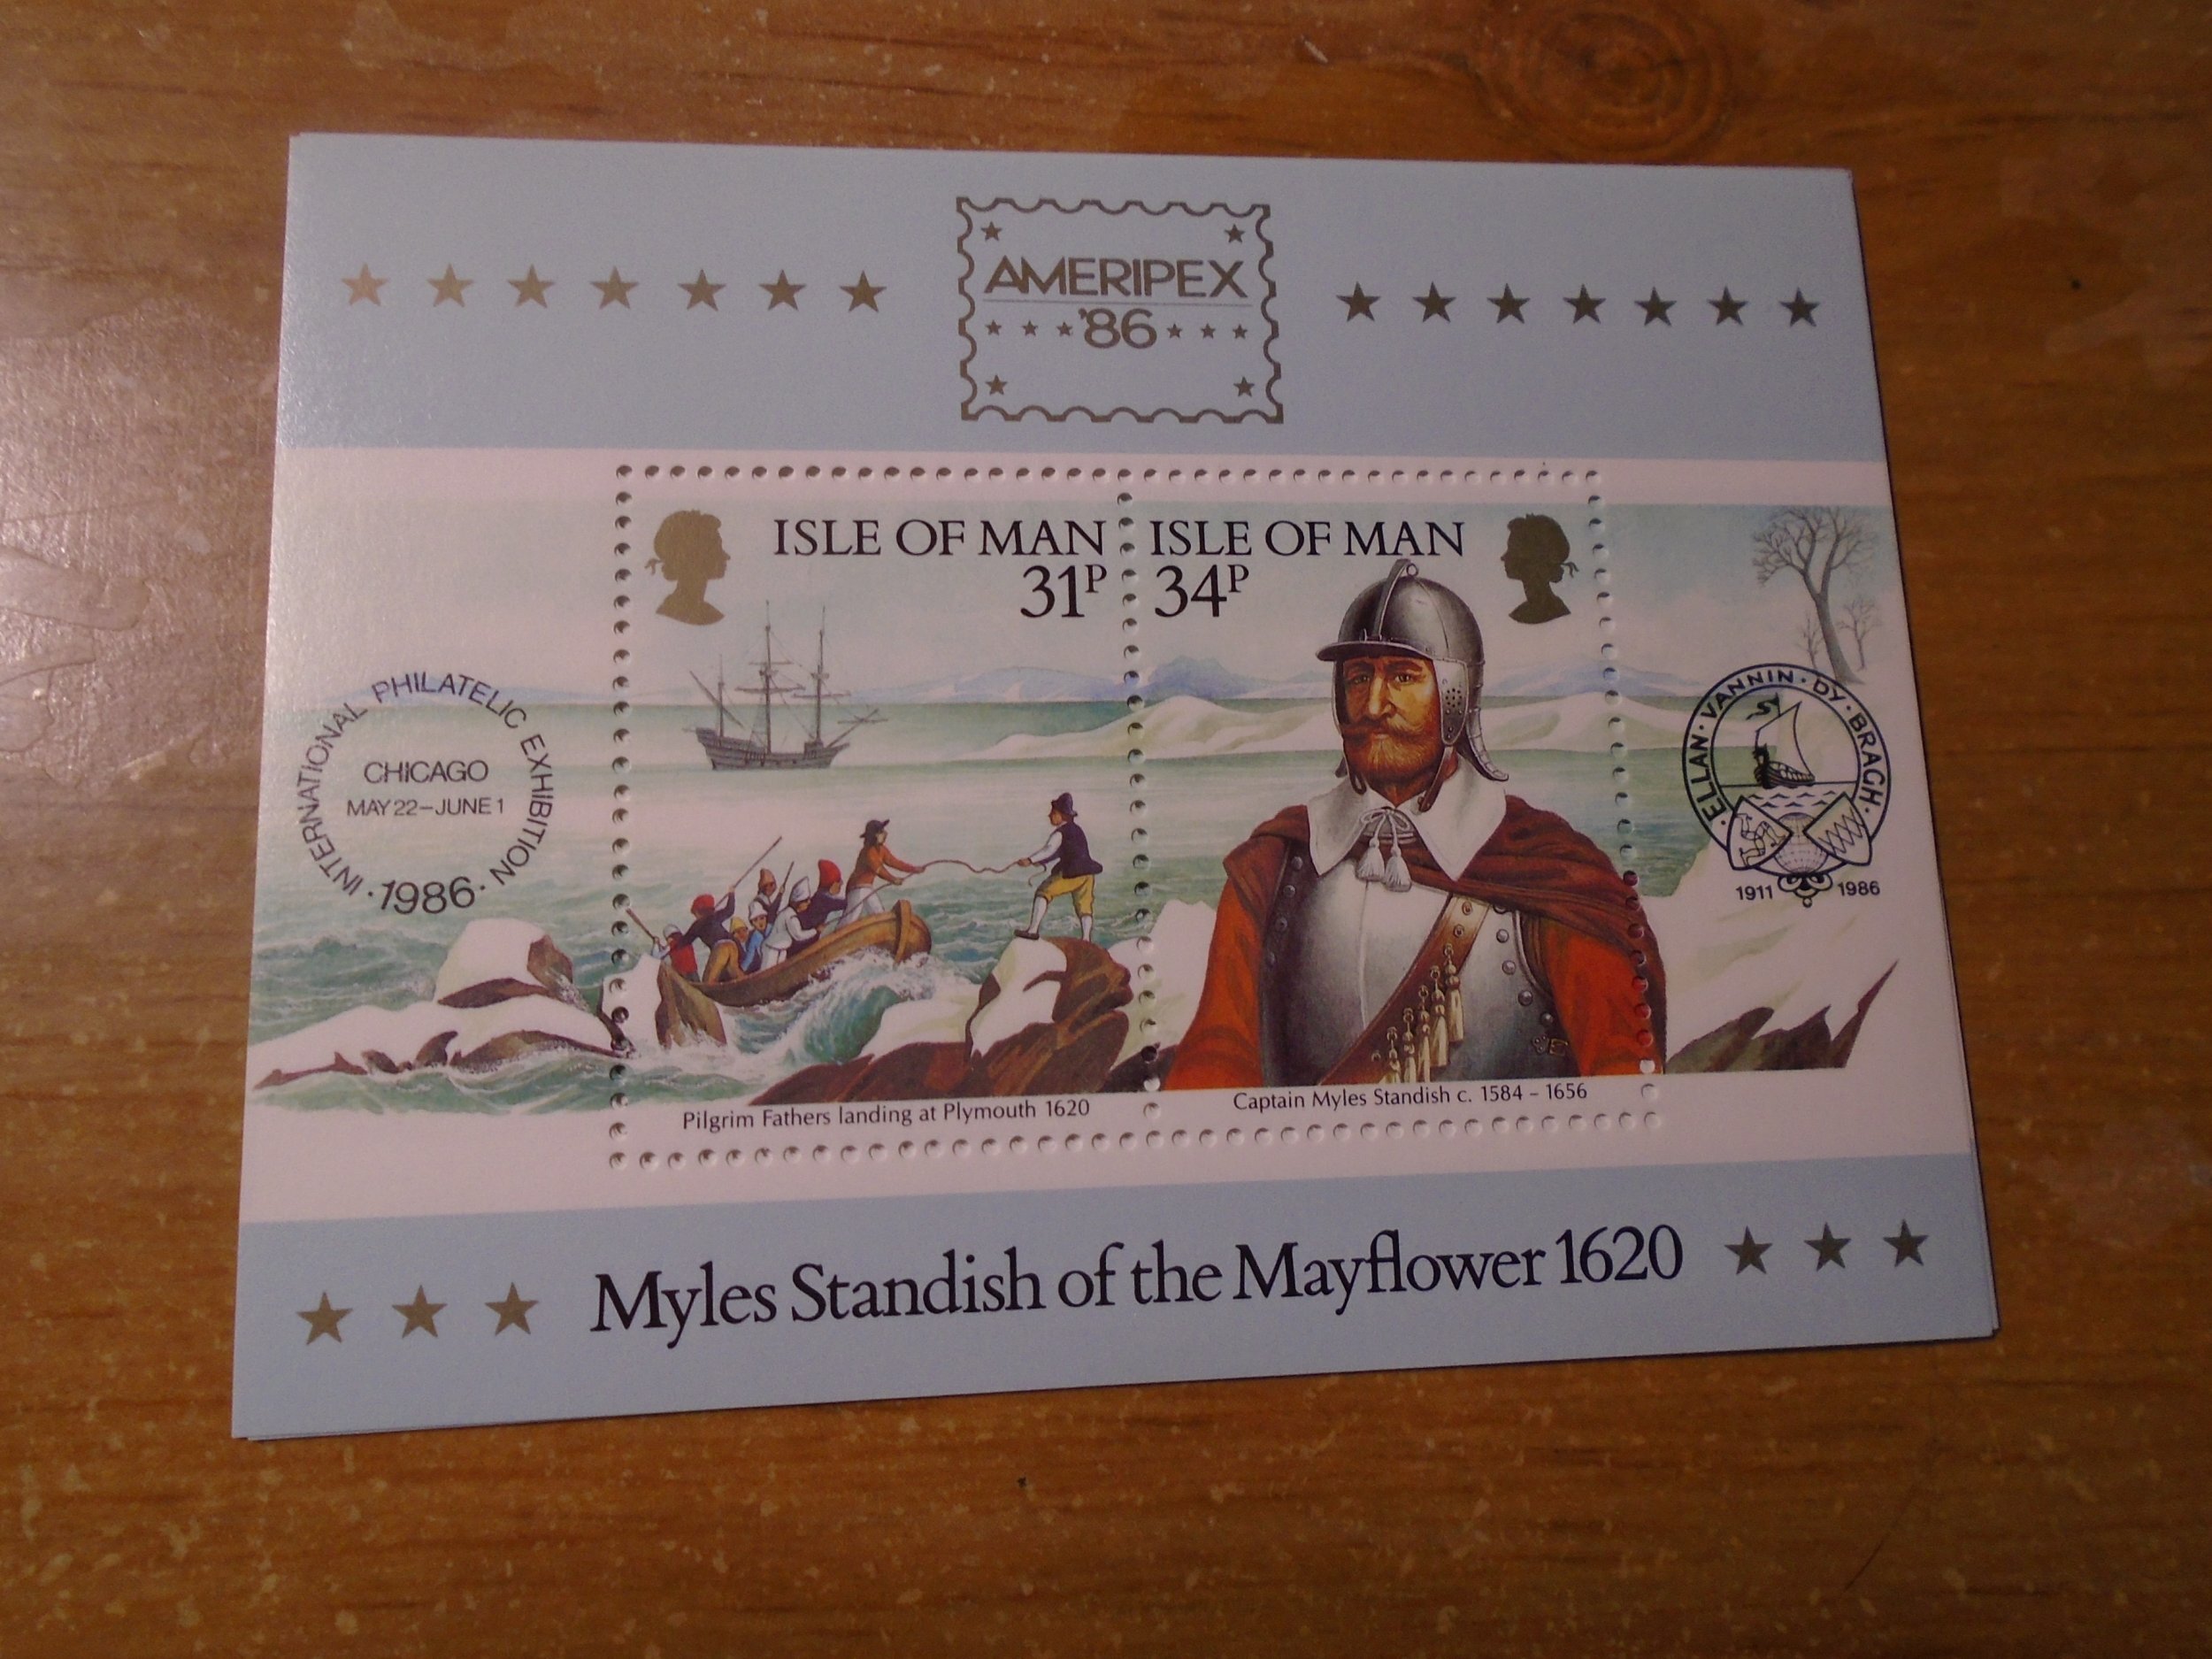 AMERIPEX
'86
ISLE OF MAN
31P
ISLE OF MAN
34P
INTERNATIONAL PHILATELIC EXHIBITION
CHICAGO
MAY 22–JUNE 1
·1986·
·ELLAN·VANNIN·DY·BRAGH·
1911 1986
Pilgrim Fathers landing at Plymouth 1620
Captain Myles Standish c. 1584 – 1656
Myles Standish of the Mayflower 1620